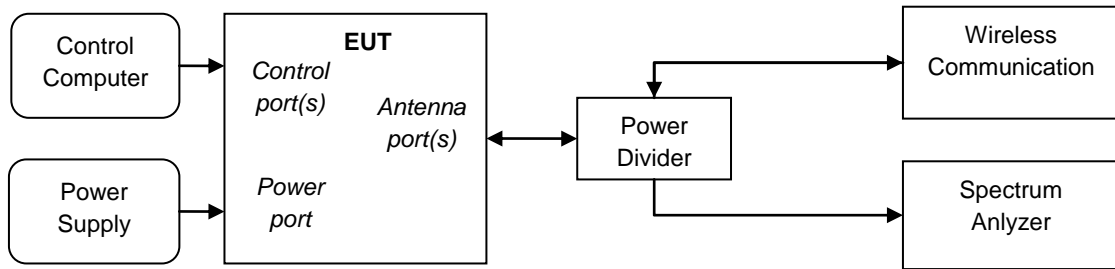 Control
Computer
Power
Supply
EUT
Control
port(s)
Antenna
port(s)
Power
port
Power
Divider
Wireless
Communication
Spectrum
Anlyzer